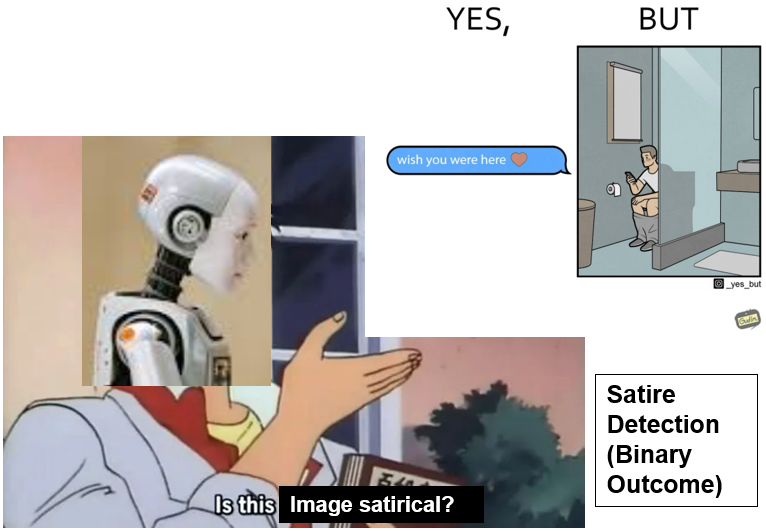 YES, BUT
wish you were here
_yes_but
Is this Image satirical?
Satire
Detection
(Binary
Outcome)